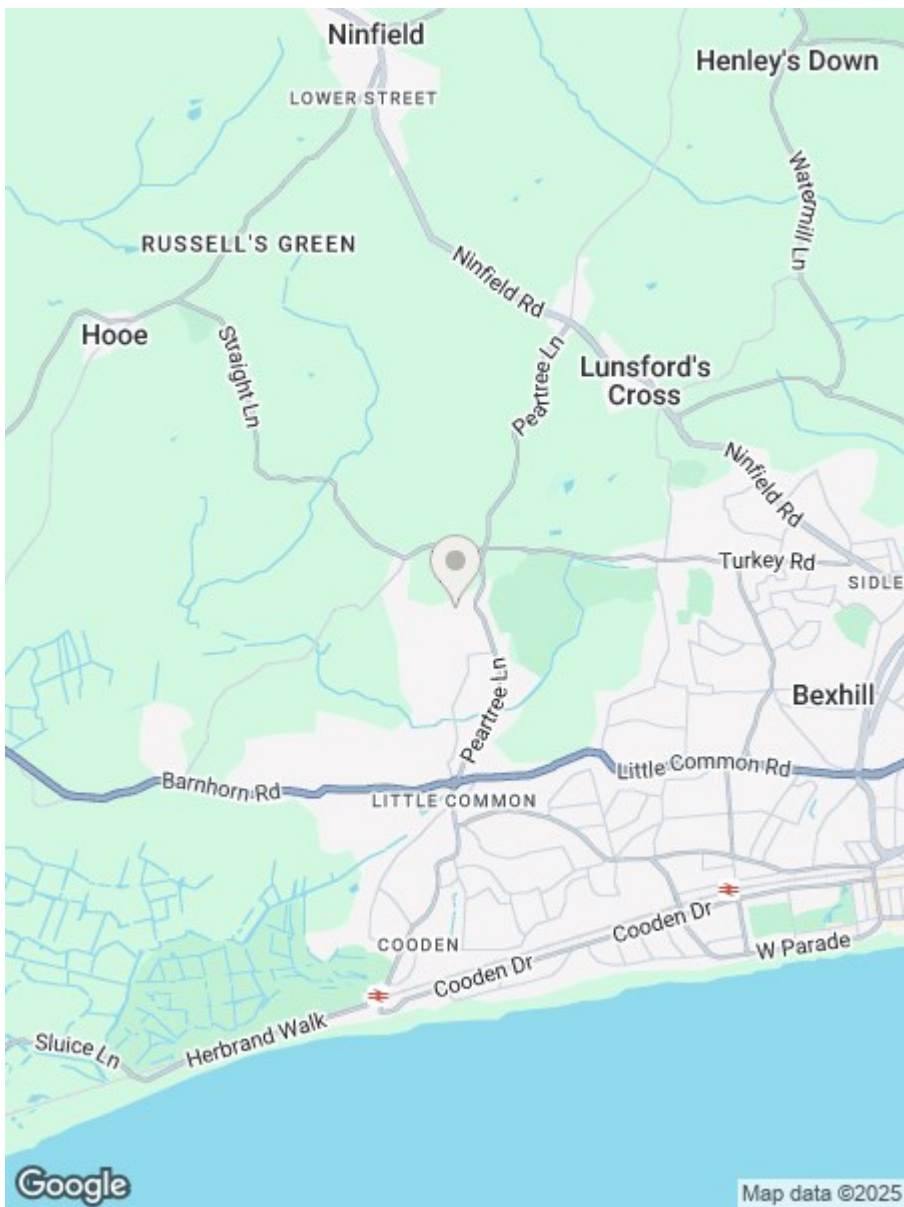 Ninfield
Henley's Down
LOWER STREET
Watermill Ln
RUSSELL'S GREEN
Ninfield Rd
Hooe
Straight Ln
Peartree Ln
Lunsford's
Cross
Ninfield Rd
Turkey Rd
SIDLE
Peartree Ln
Bexhill
Barnhorn Rd
Little Common Rd
LITTLE COMMON
Cooden Dr
COODEN
W Parade
Cooden Dr
Herbrand Walk
Sluice Ln
Google
Map data ©2025